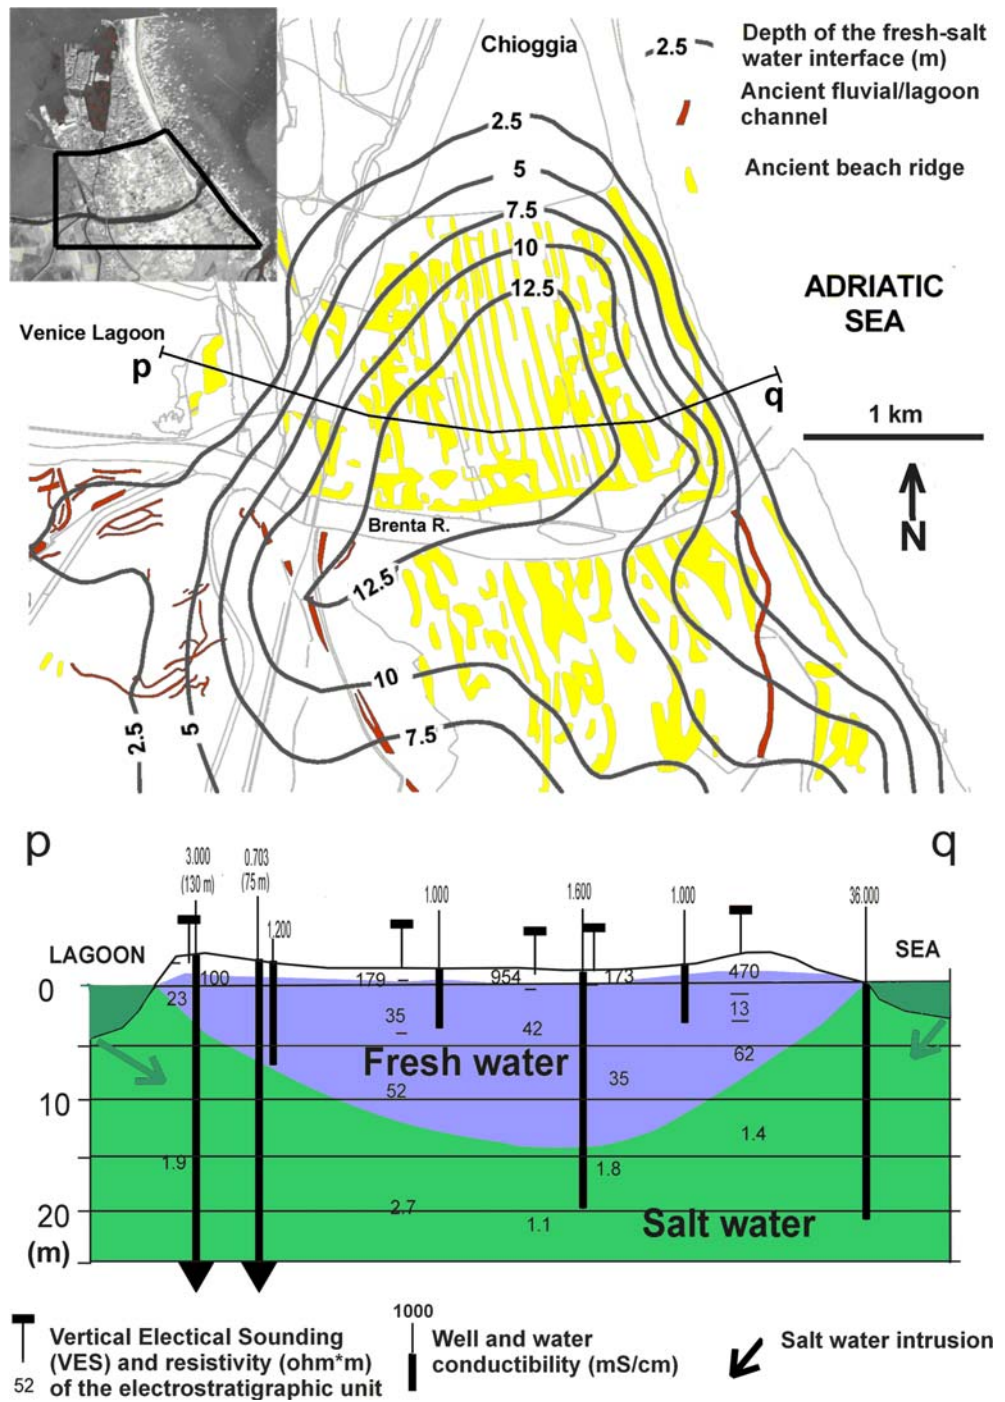 Chioggia
2.5
Depth of the fresh-salt
water interface (m)
Ancient fluvial/lagoon
channel
Ancient beach ridge
2.5
5
7.5
10
12.5
ADRIATIC
SEA
Venice Lagoon
p
q
1 km
N
Brenta R.
12.5
10
7.5
5
2.5
p
q
3.000
(130 m)
0.703
(75 m)
1,200
1.000
1.600
1.000
36.000
LAGOON
SEA
0
10
20
(m)
100
23
179
954
173
470
35
42
13
62
Fresh water
52
35
1.9
1.8
1.4
2.7
1.1
Salt water
Vertical Electical Sounding
(VES) and resistivity (ohm*m)
52 of the electrostratigraphic unit
1000
Well and water
conductibility (mS/cm)
Salt water intrusion